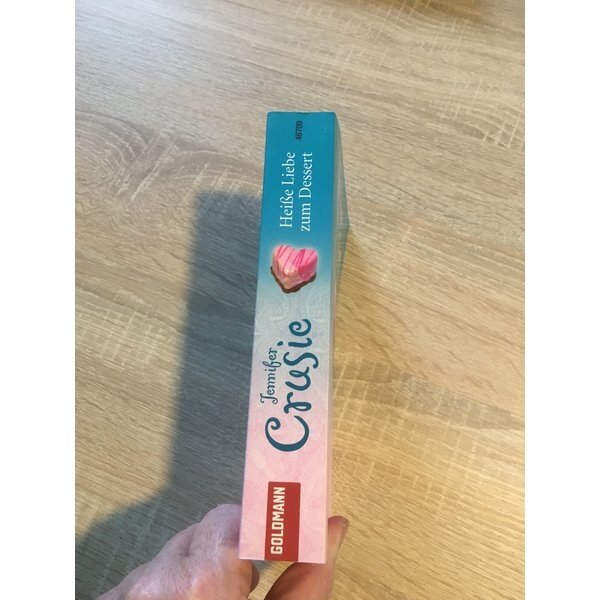 46709
Heiße Liebe
zum Dessert
Jennifer
Crusie
GOLDMANN